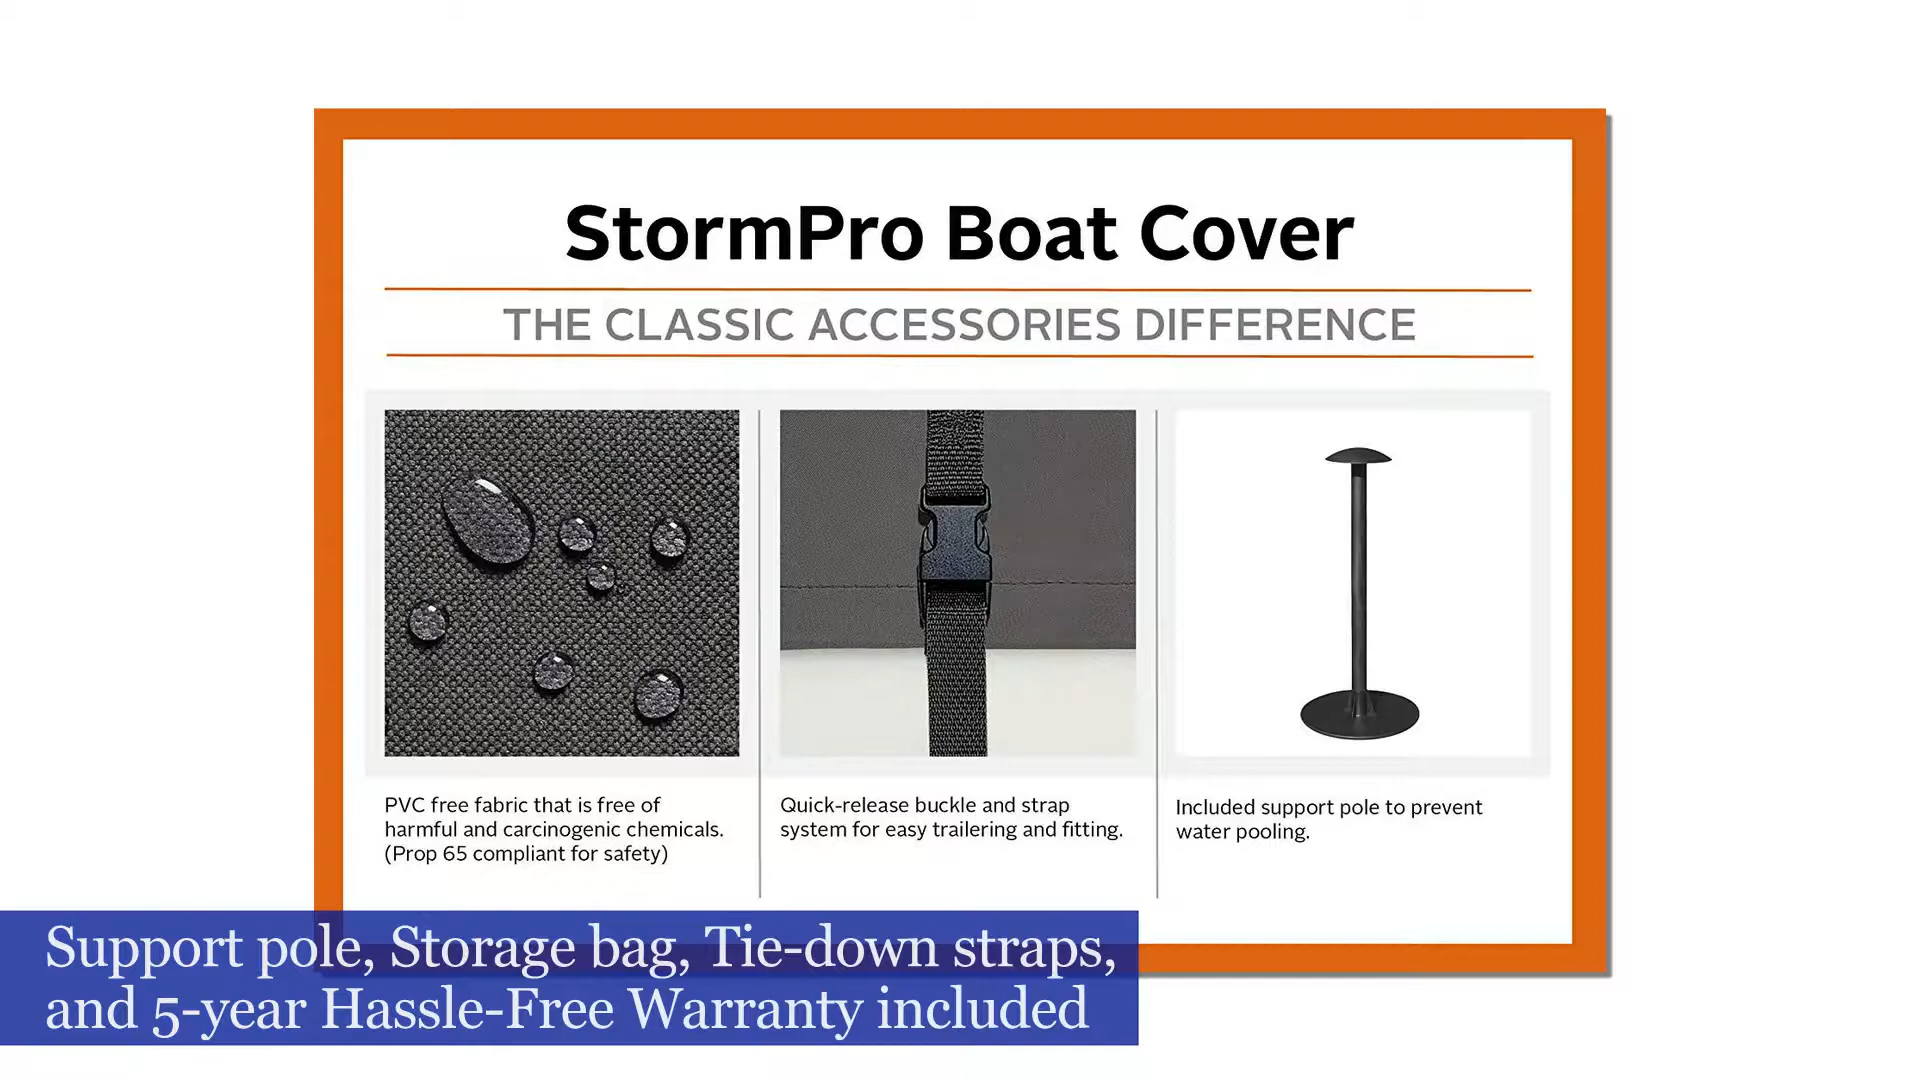 StormPro Boat Cover
THE CLASSIC ACCESSORIES DIFFERENCE
PVC free fabric that is free of
harmful and carcinogenic chemicals.
(Prop 65 compliant for safety)
Quick-release buckle and strap
system for easy trailering and fitting.
Included support pole to prevent
water pooling.
Support pole, Storage bag, Tie-down straps,
and 5-year Hassle-Free Warranty included